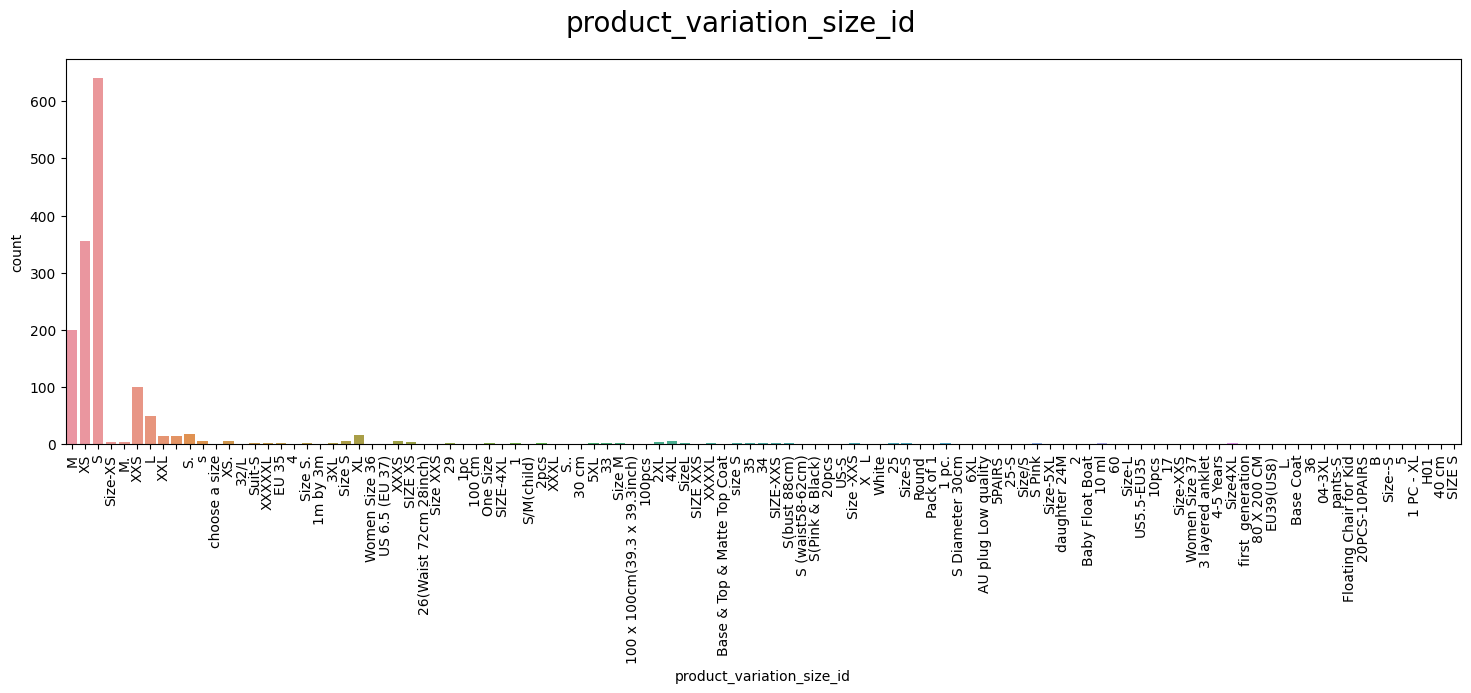 product_variation_size_id
600
500
400
300
200
100
0
count
M
XS
S
Size-XS
M.
XXS
L
XXL
S.
s
choose a size
XS.
32/L
Suit-S
XXXXXL
EU 35
4
Size S.
1m by 3m
3XL
Size S
XL
Women Size 36
US 6.5 (EU 37)
XXXS
SIZE XS
26(Waist 72cm 28inch)
Size XXS
29
1pc
100 cm
One Size
SIZE-4XL
1
S/M(child)
2pcs
XXXL
S..
30 cm
5XL
33
Size M
100 x 100cm(39.3 x 39.3inch)
100pcs
2XL
4XL
SizeL
SIZE XXS
XXXXL
Base & Top & Matte Top Coat
size S
35
34
SIZE-XXS
S(bust 88cm)
S (waist58-62cm)
S(Pink & Black)
20pcs
US-S
Size -XXS
X   L
White
25
Size-S
Round
Pack of 1
1 pc.
S Diameter 30cm
6XL
AU plug Low quality
5PAIRS
25-S
Size/S
S Pink
Size-5XL
daughter 24M
2
Baby Float Boat
10 ml
60
Size-L
US5.5-EU35
10pcs
17
Size-XXS
Women Size 37
3 layered anklet
4-5 Years
Size4XL
first  generation
80 X 200 CM
EU39(US8)
L.
Base Coat
36
04-3XL
pants-S
Floating Chair for Kid
20PCS-10PAIRS
B
Size--S
5
1 PC - XL
H01
40 cm
SIZE S
product_variation_size_id